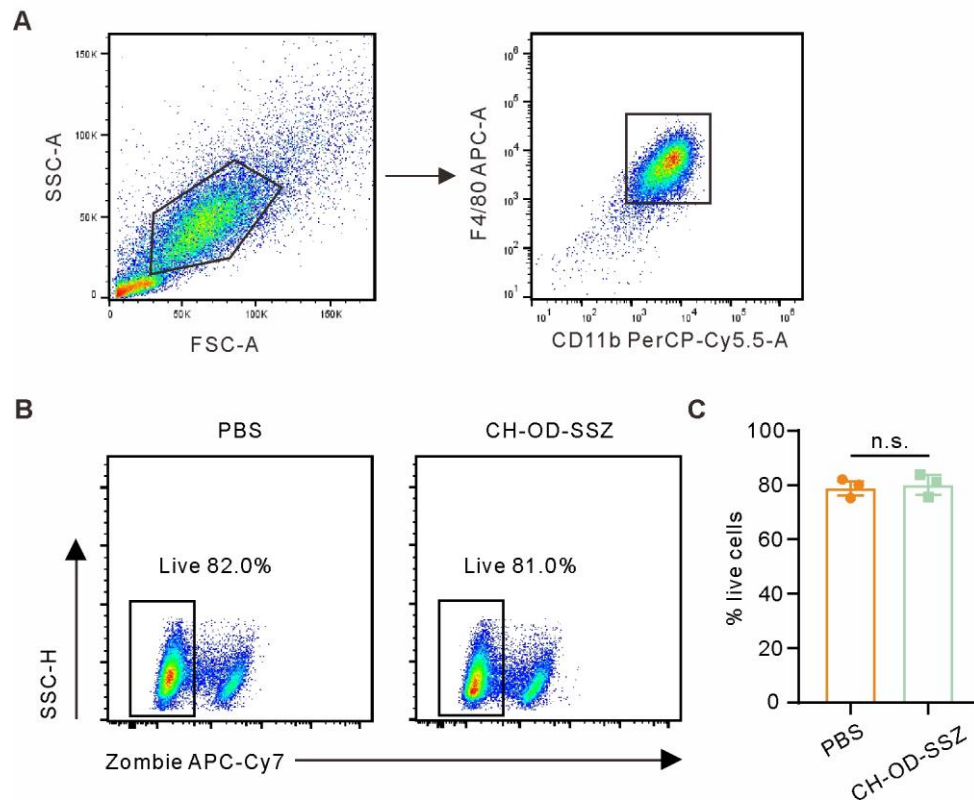 A
150K
100K
50K
0
SSC-A
0
50K
100K
150K
FSC-A
10^6
10^5
10^4
10^3
10^2
10^1
F4/80 APC-A
10^1
10^2
10^3
10^4
10^5
10^6
CD11b PerCP-Cy5.5-A
B
PBS
CH-OD-SSZ
Live 82.0%
Live 81.0%
SSC-H
Zombie APC-Cy7
C
100
80
60
40
20
0
% live cells
n.s.
PBS
CH-OD-SSZ